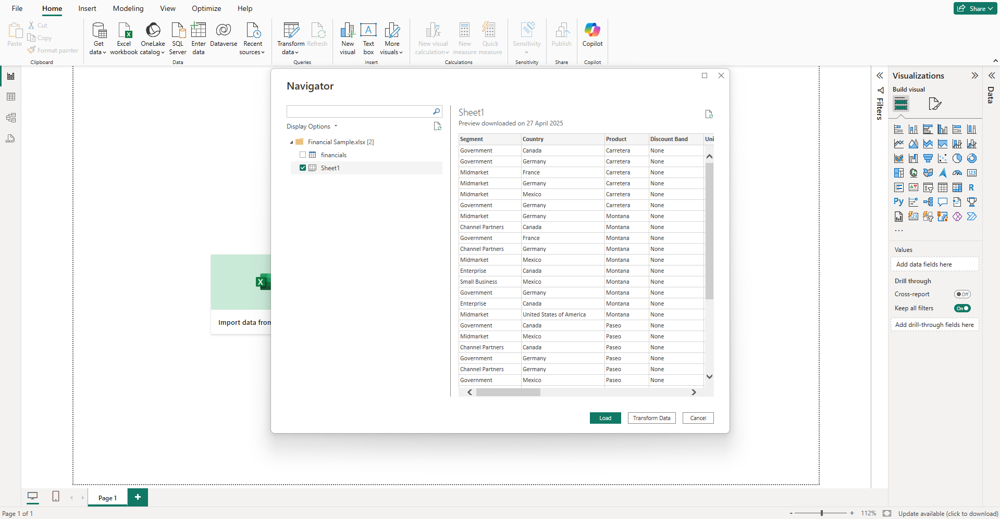 File Home Insert Modeling View Optimize Help
Share
Paste
Cut
Copy
Format painter
Clipboard
Get data
Excel workbook
OneLake catalog
SQL Server
Enter data
Dataverse
Recent sources
Data
Transform data
Refresh
Queries
New visual
Text box
More visuals
Insert
New visual calculation
New measure
Quick measure
Calculations
Sensitivity
Sensitivity
Publish
Share
Copilot
Copilot
Import data from
Navigator
Display Options
Financial Sample.xlsx [2]
financials
Sheet1
Sheet1
Preview downloaded on 27 April 2025
Segment Country Product Discount Band Uni
Government Canada Carretera None
Government Germany Carretera None
Midmarket France Carretera None
Midmarket Germany Carretera None
Midmarket Mexico Carretera None
Government Germany Carretera None
Midmarket Germany Montana None
Channel Partners Canada Montana None
Government France Montana None
Channel Partners Germany Montana None
Midmarket Mexico Montana None
Enterprise Canada Montana None
Small Business Mexico Montana None
Government Germany Montana None
Enterprise Canada Montana None
Midmarket United States of America Montana None
Government Canada Paseo None
Midmarket Mexico Paseo None
Channel Partners Canada Paseo None
Government Germany Paseo None
Channel Partners Germany Paseo None
Government Mexico Paseo None
Load Transform Data Cancel
Filters
Visualizations
Build visual
123
R
Py
123
...
Values
Add data fields here
Drill through
Cross-report Off
Keep all filters On
Add drill-through fields here
Data
DAX
Page 1 +
Page 1 of 1
- + 112% Update available (click to download)